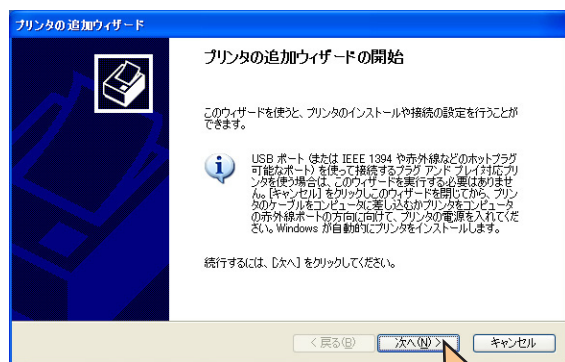 プリンタの追加ウィザード
プリンタの追加ウィザードの開始
このウィザードを使うと、プリンタのインストールや接続の設定を行うことが
できます。
USB ポート (または IEEE 1394 や赤外線などのホットプラグ
可能なポート) を使って接続するプラグ アンド プレイ対応プリ
ンタを使う場合は、このウィザードを実行する必要はありませ
ん。[キャンセル] をクリックしこのウィザードを閉じてから、プリン
タのケーブルをコンピュータに差し込むかプリンタをコンピュータ
の赤外線ポートの方向に向けて、プリンタの電源を入れてくだ
さい。Windows が自動的にプリンタをインストールします。
続行するには、[次へ] をクリックしてください。
< 戻る(B)
次へ(N) >
キャンセル